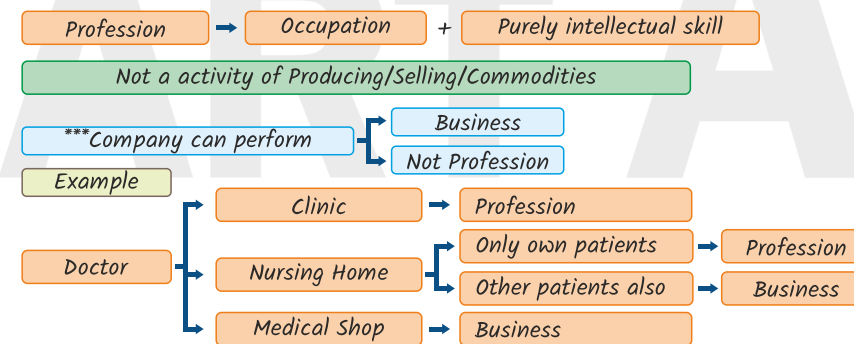 Profession Occupation + Purely intellectual skill
Not a activity of Producing/Selling/Commodities
***Company can perform
Business
Not Profession
Example
Doctor
Clinic Profession
Nursing Home
Only own patients Profession
Other patients also Business
Medical Shop Business
ART A